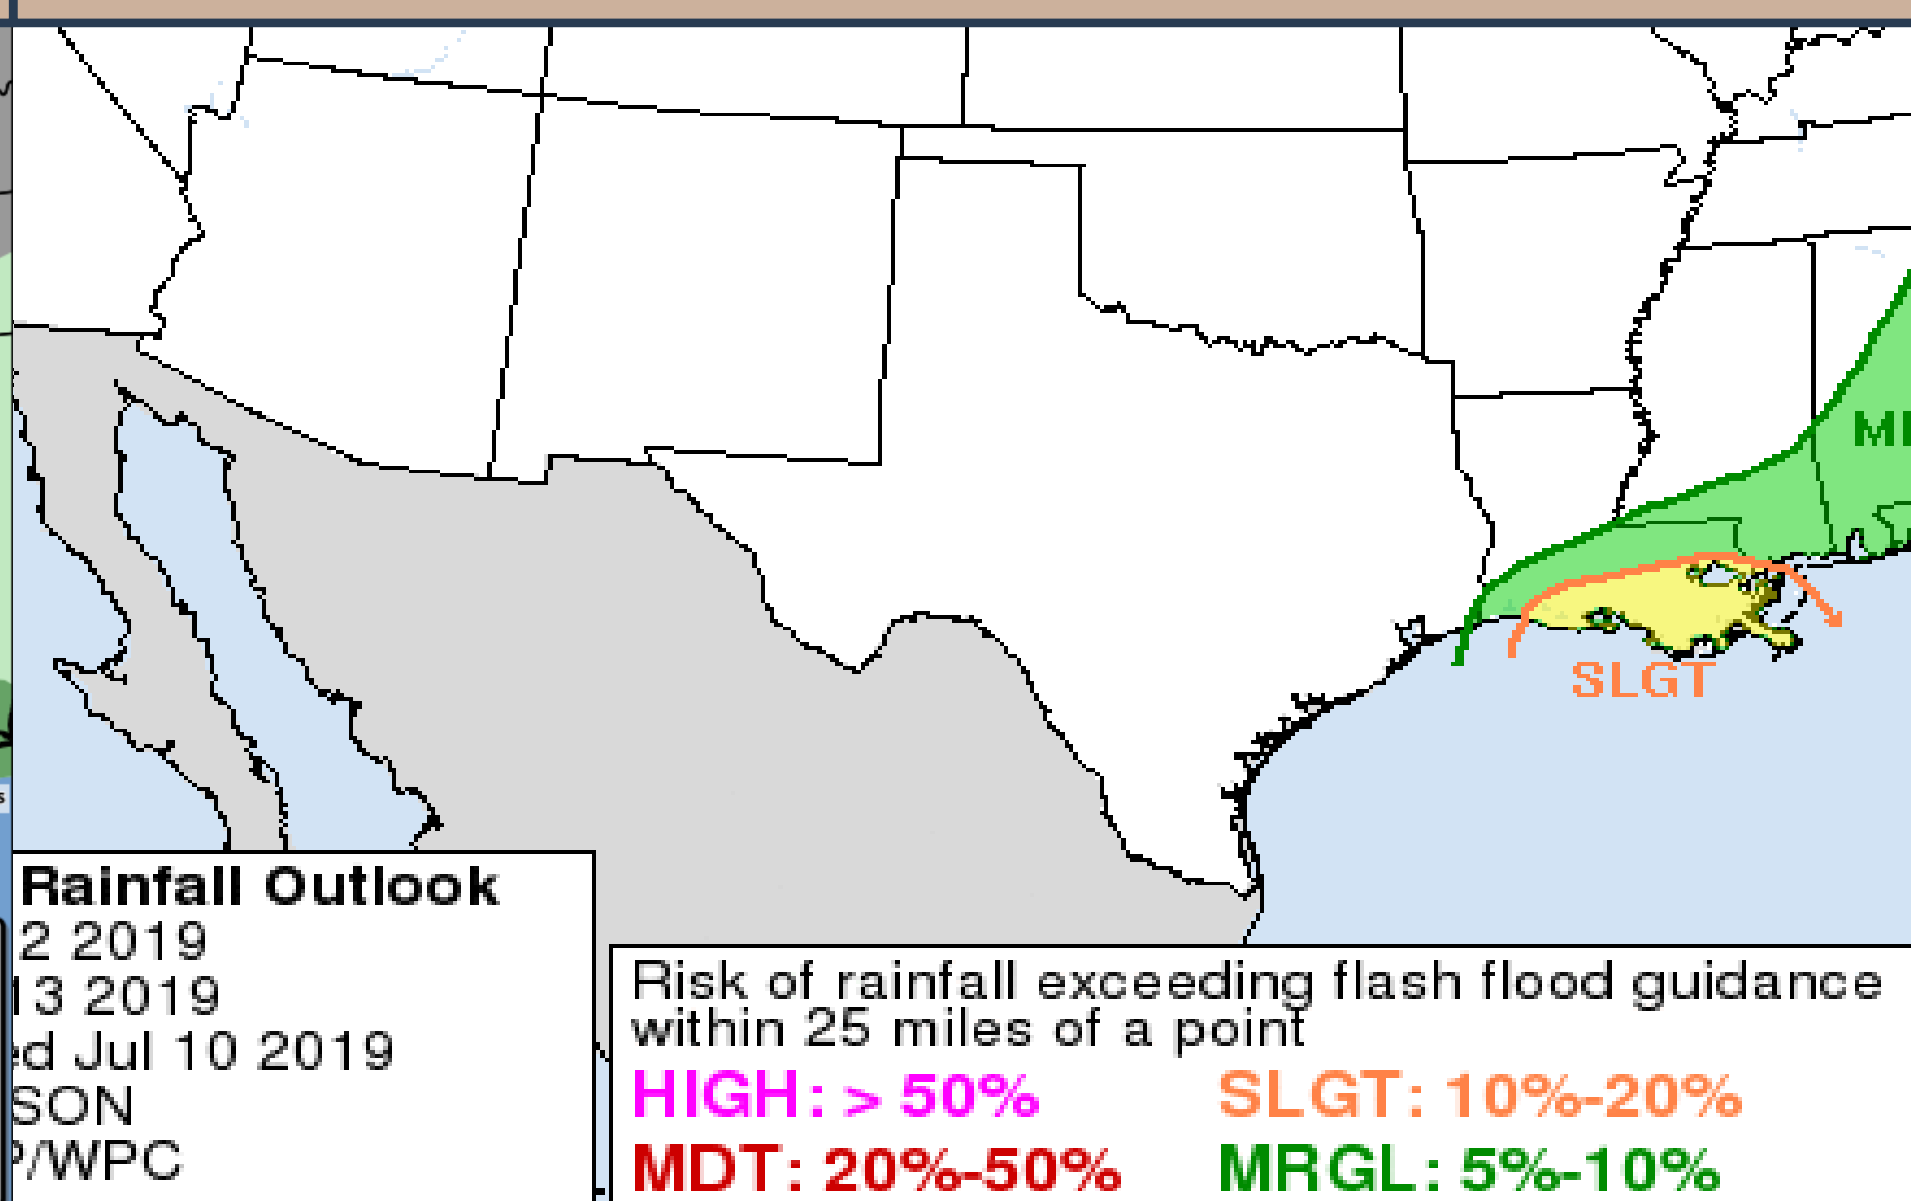 MI
SLGT
Rainfall Outlook
2 2019
13 2019
ed Jul 10 2019
SON
P/WPC
Risk of rainfall exceeding flash flood guidance
within 25 miles of a point
HIGH: > 50% SLGT: 10%-20%
MDT: 20%-50% MRGL: 5%-10%